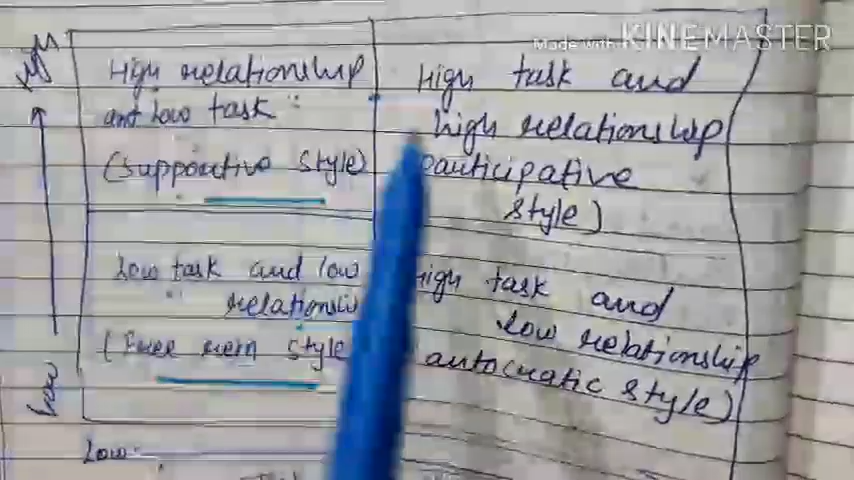 Made with KINEMASTER
High
High relationship
and low task
(supportive style)
High task and
high relationship
participative
style)
Low task and low
relationship
(Free rein style
High task and
low relationship
autocratic style)
Low
Low